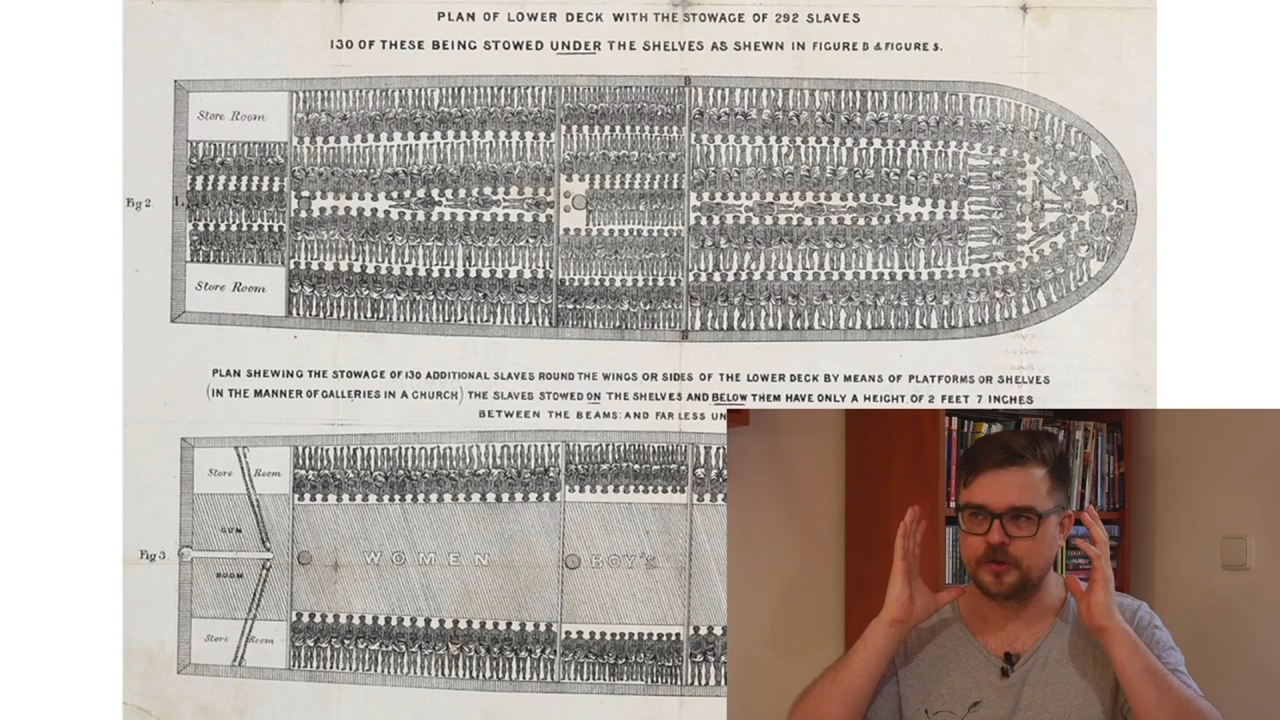 PLAN OF LOWER DECK WITH THE STOWAGE OF 292 SLAVES
130 OF THESE BEING STOWED UNDER THE SHELVES AS SHEWN IN FIGURE D & FIGURE 5.
B
Store Room
Fig 2.
Store Room
B
PLAN SHEWING THE STOWAGE OF 130 ADDITIONAL SLAVES ROUND THE WINGS OR SIDES OF THE LOWER DECK BY MEANS OF PLATFORMS OR SHELVES
(IN THE MANNER OF GALLERIES IN A CHURCH) THE SLAVES STOWED ON THE SHELVES AND BELOW THEM HAVE ONLY A HEIGHT OF 2 FEET 7 INCHES
BETWEEN THE BEAMS: AND FAR LESS UN
Store Room
GUN
Fig 3.
WOMEN
BOYS
ROOM
Store Room